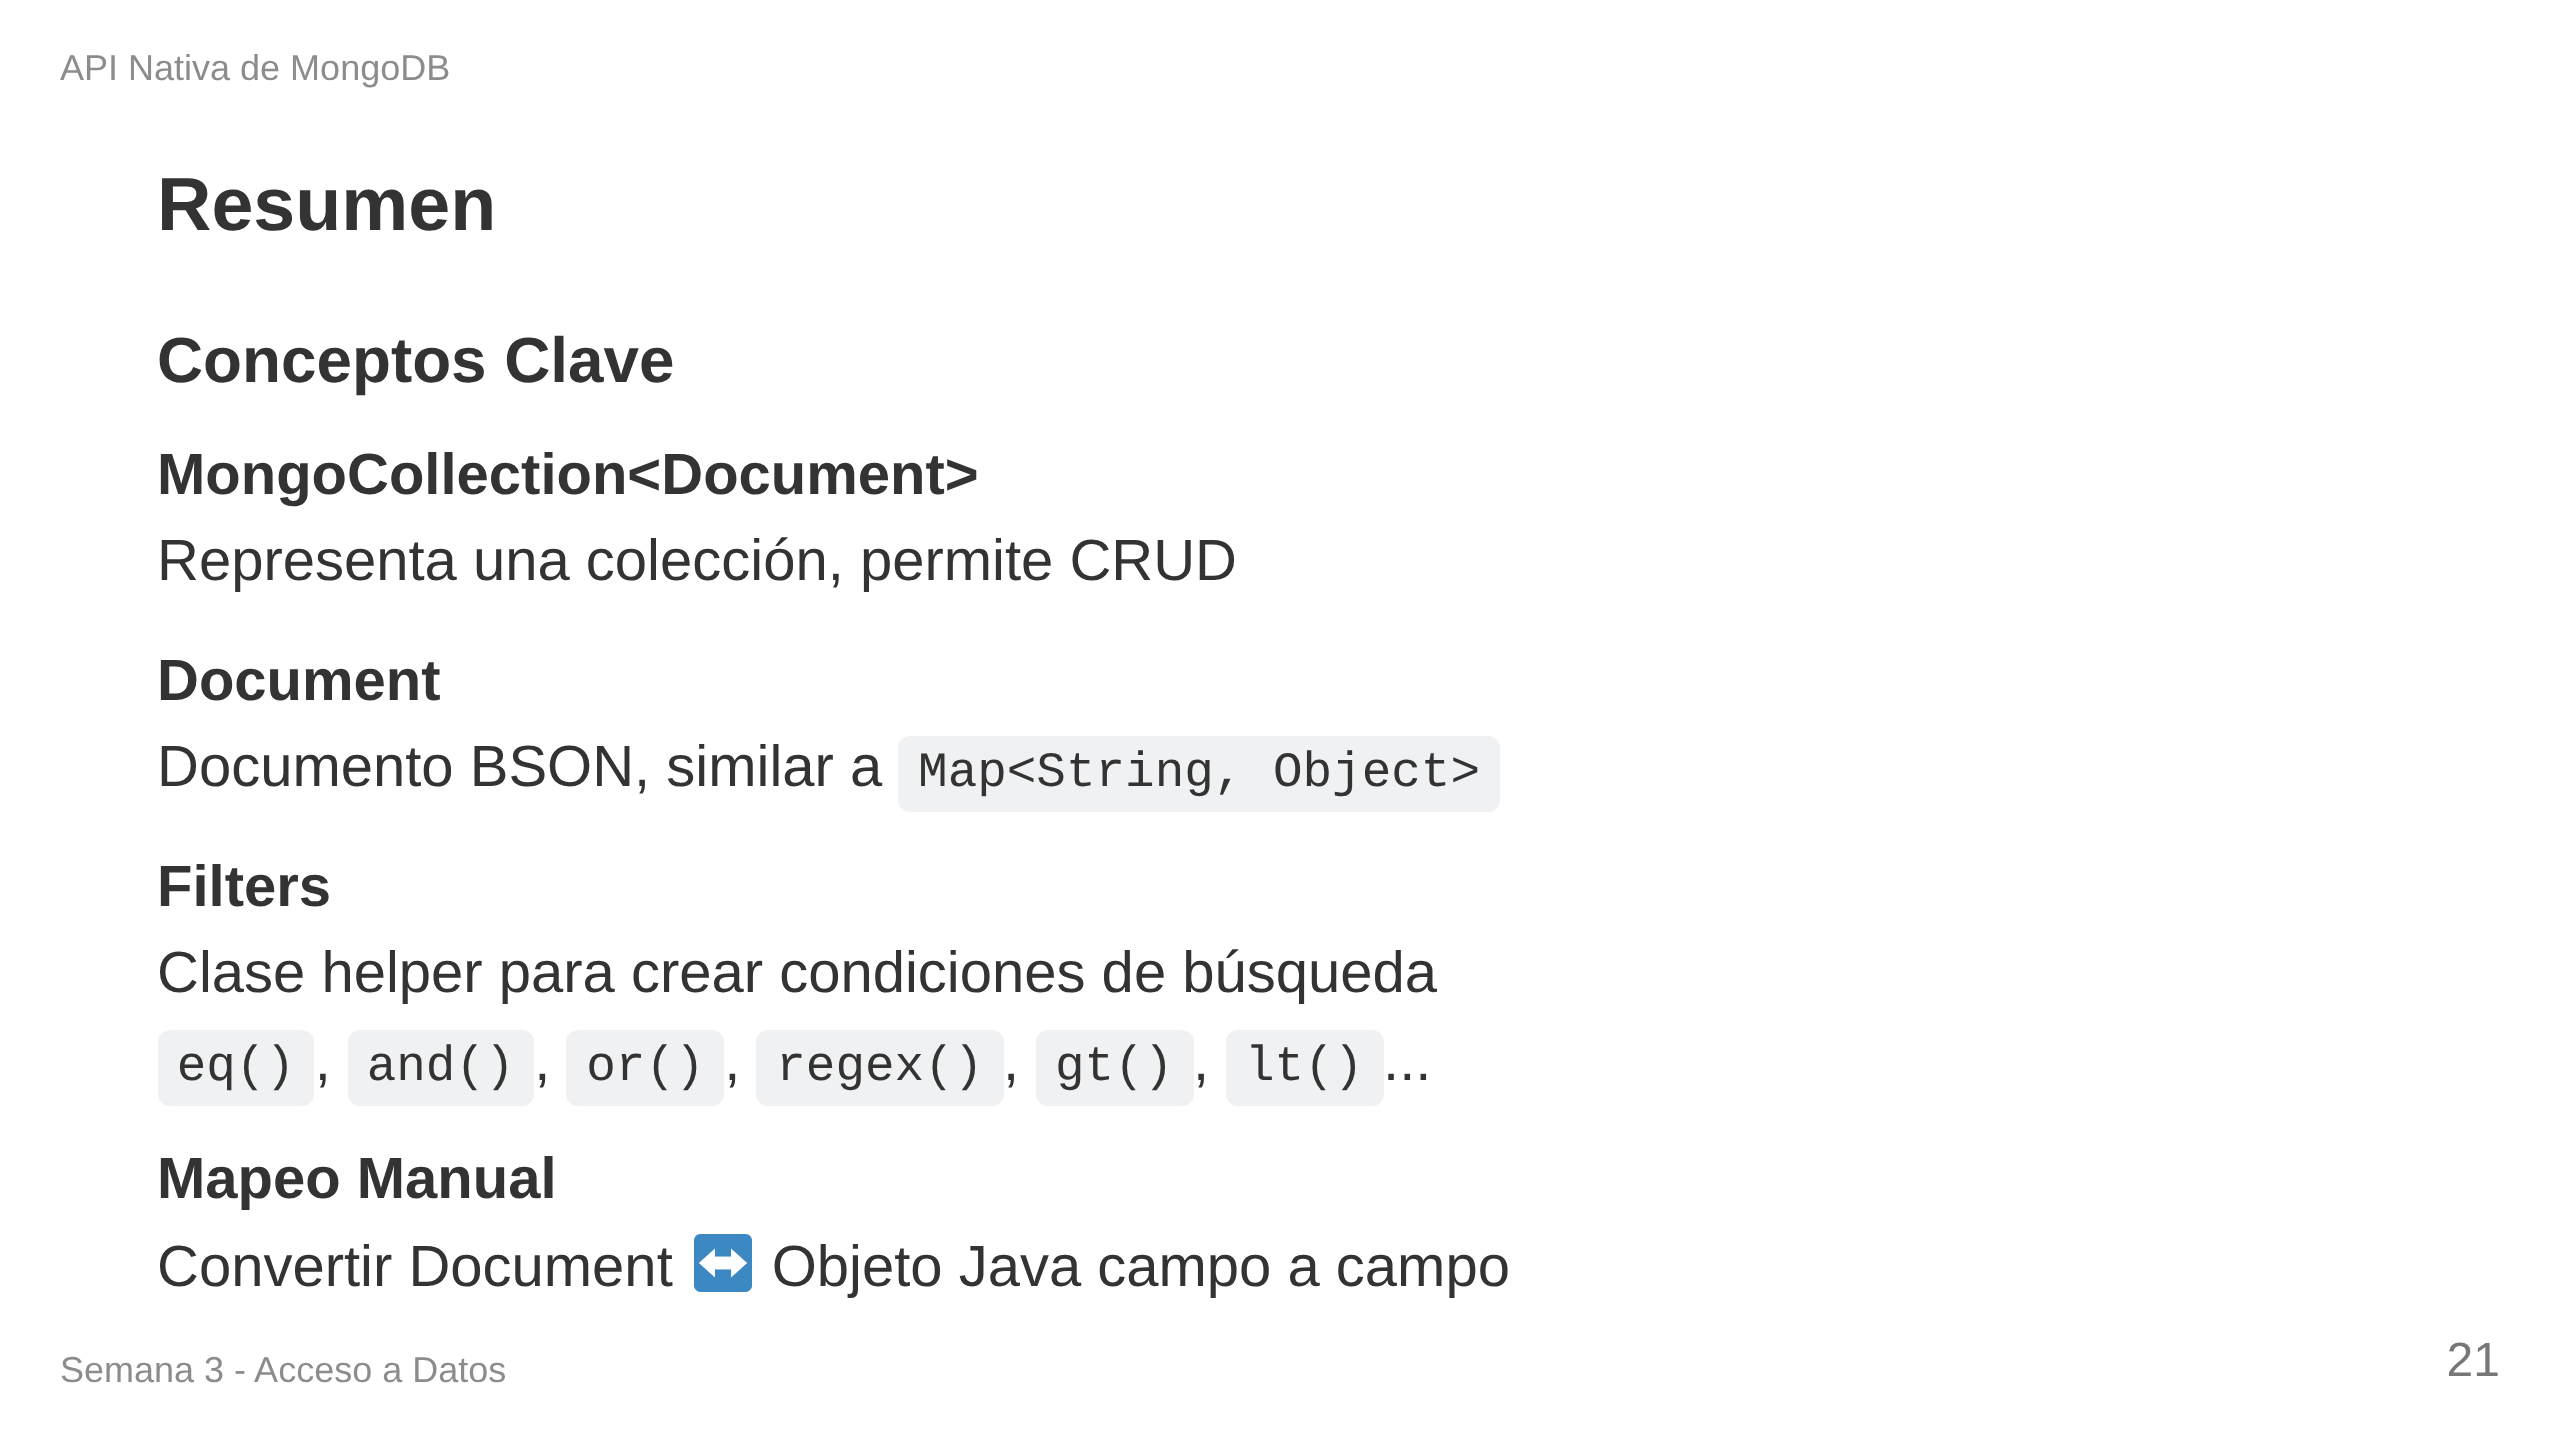 API Nativa de MongoDB
Resumen
Conceptos Clave
MongoCollection<Document>
Representa una colección, permite CRUD
Document
Documento BSON, similar a Map<String, Object>
Filters
Clase helper para crear condiciones de búsqueda
eq(), and(), or(), regex(), gt(), lt()...
Mapeo Manual
Convertir Document ↔️ Objeto Java campo a campo
Semana 3 - Acceso a Datos
21